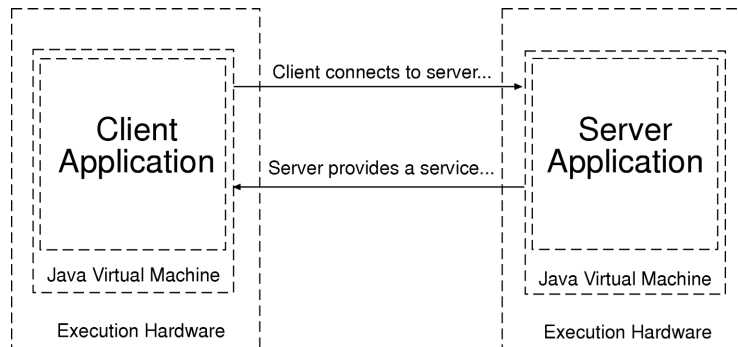 Client connects to server...
Client
Application
Server
Application
Server provides a service...
Java Virtual Machine
Java Virtual Machine
Execution Hardware
Execution Hardware